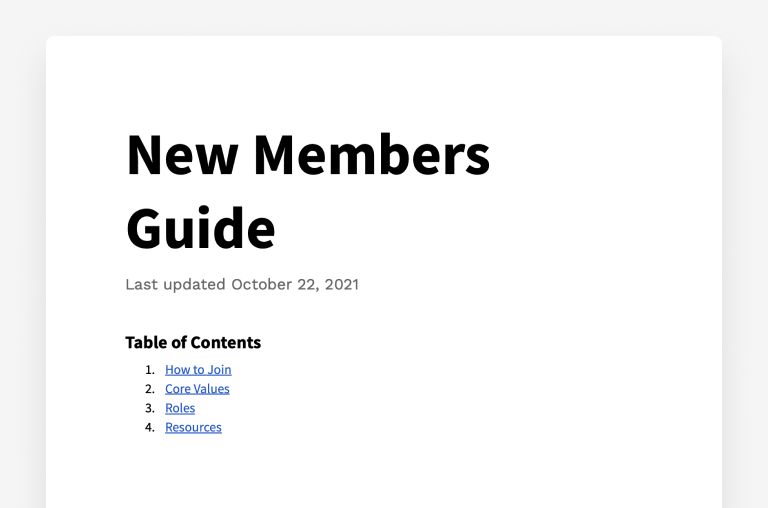 New Members
Guide
Last updated October 22, 2021
Table of Contents
1. How to Join
2. Core Values
3. Roles
4. Resources